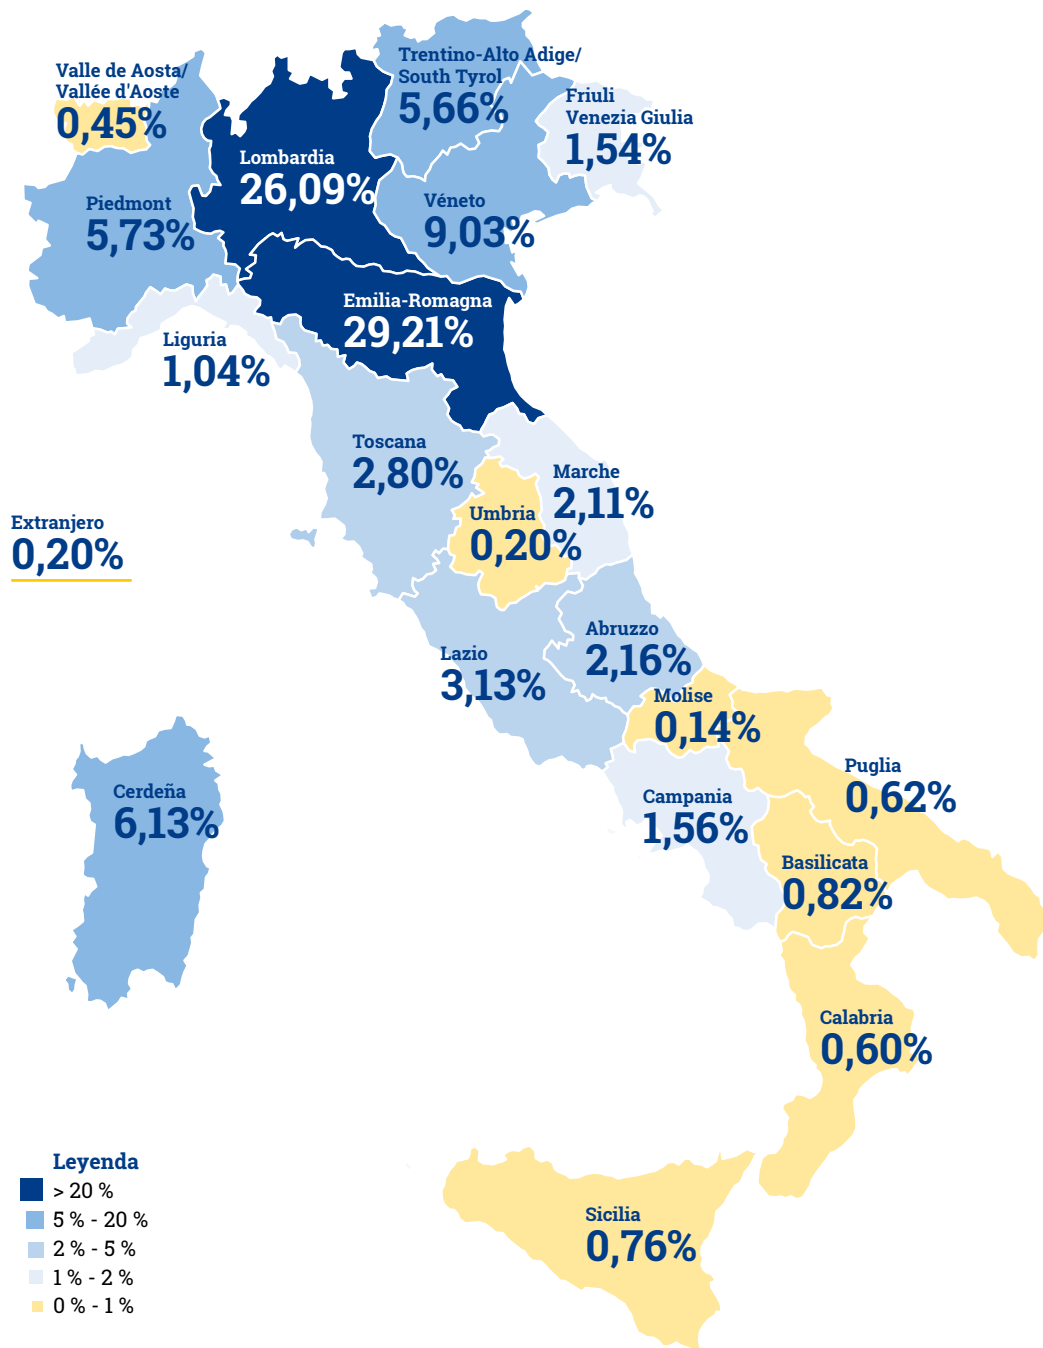 Trentino-Alto Adige/
South Tyrol
5,66%
Valle de Aosta/
Vallée d'Aoste
0,45%
Friuli
Venezia Giulia
1,54%
Lombardia
26,09%
Piedmont
5,73%
Véneto
9,03%
Emilia-Romagna
29,21%
Liguria
1,04%
Toscana
2,80%
Marche
2,11%
Umbria
0,20%
Extranjero
0,20%
Abruzzo
2,16%
Lazio
3,13%
Molise
0,14%
Puglia
0,62%
Cerdeña
6,13%
Campania
1,56%
Basilicata
0,82%
Calabria
0,60%
Sicilia
0,76%
Leyenda
> 20 %
5 % - 20 %
2 % - 5 %
1 % - 2 %
0 % - 1 %